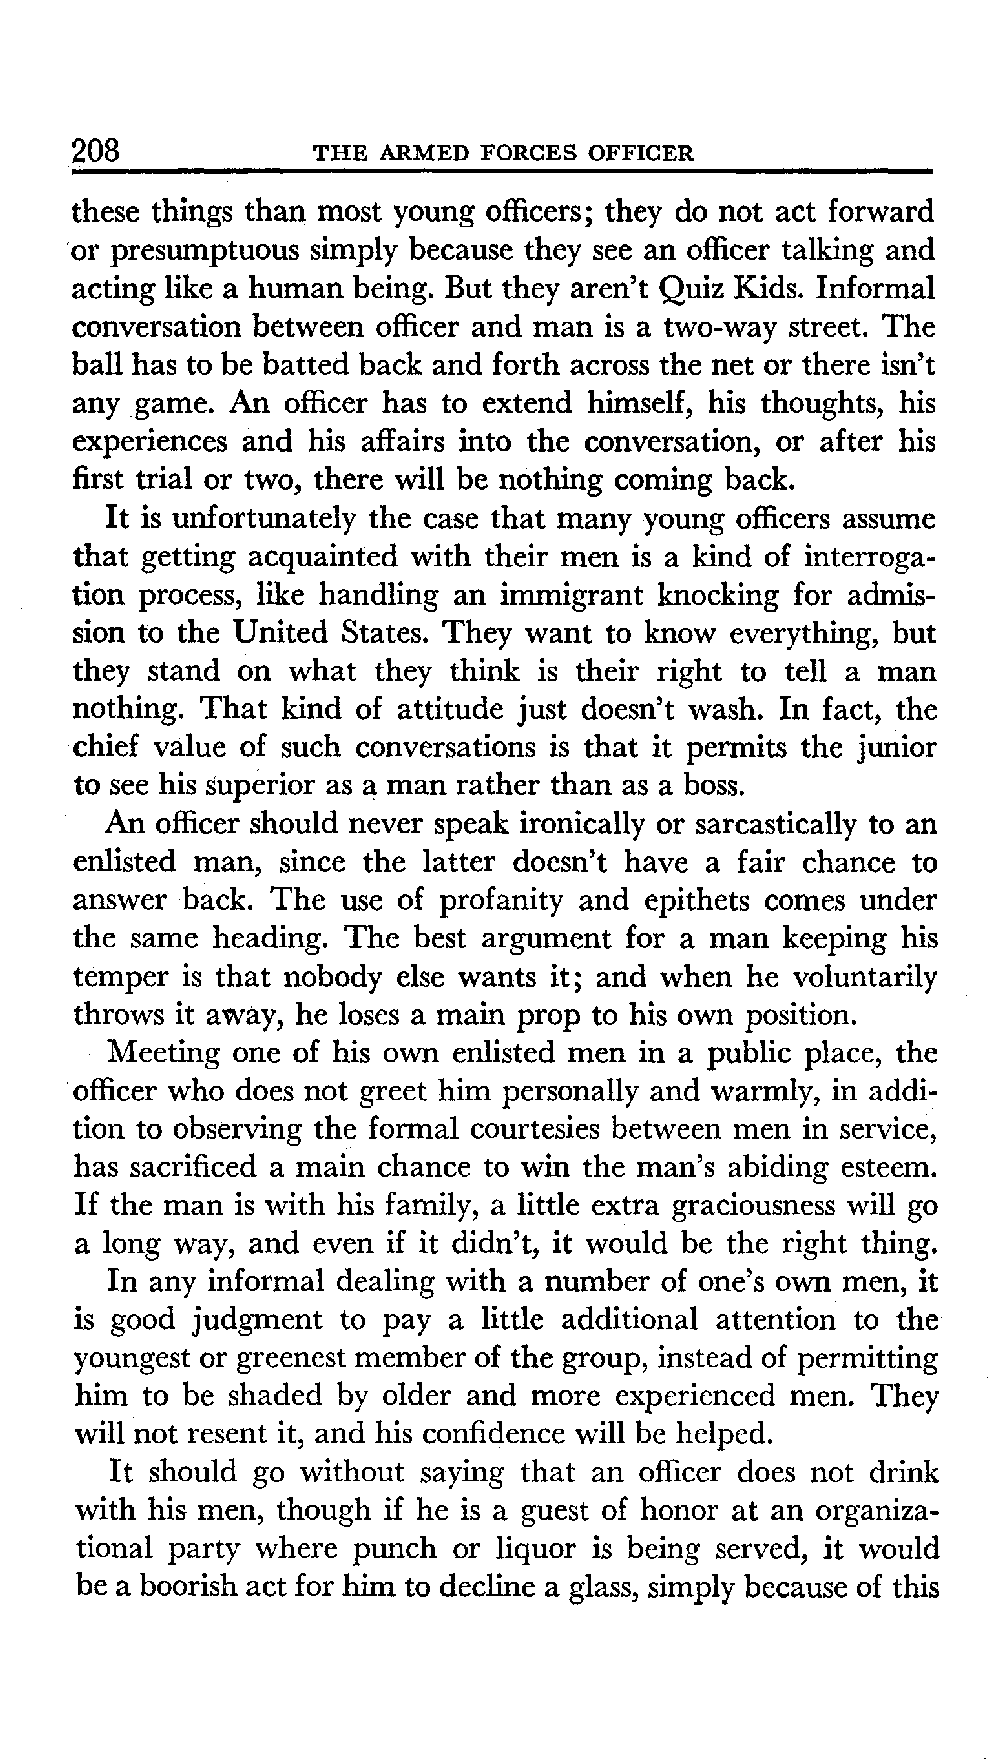 208 THE ARMED FORCES OFFICER
these things than most young officers; they do not act forward
or presumptuous simply because they see an officer talking and
acting like a human being. But they aren't Quiz Kids. Informal
conversation between officer and man is a two-way street. The
ball has to be batted back and forth across the net or there isn't
any game. An officer has to extend himself, his thoughts, his
experiences and his affairs into the conversation, or after his
first trial or two, there will be nothing coming back.
It is unfortunately the case that many young officers assume
that getting acquainted with their men is a kind of interroga-
tion process, like handling an immigrant knocking for admis-
sion to the United States. They want to know everything, but
they stand on what they think is their right to tell a man
nothing. That kind of attitude just doesn't wash. In fact, the
chief value of such conversations is that it permits the junior
to see his superior as a man rather than as a boss.
An officer should never speak ironically or sarcastically to an
enlisted man, since the latter doesn't have a fair chance to
answer back. The use of profanity and epithets comes under
the same heading. The best argument for a man keeping his
temper is that nobody else wants it; and when he voluntarily
throws it away, he loses a main prop to his own position.
Meeting one of his own enlisted men in a public place, the
officer who does not greet him personally and warmly, in addi-
tion to observing the formal courtesies between men in service,
has sacrificed a main chance to win the man's abiding esteem.
If the man is with his family, a little extra graciousness will go
a long way, and even if it didn't, it would be the right thing.
In any informal dealing with a number of one's own men, it
is good judgment to pay a little additional attention to the
youngest or greenest member of the group, instead of permitting
him to be shaded by older and more experienced men. They
will not resent it, and his confidence will be helped.
It should go without saying that an officer does not drink
with his men, though if he is a guest of honor at an organiza-
tional party where punch or liquor is being served, it would
be a boorish act for him to decline a glass, simply because of this